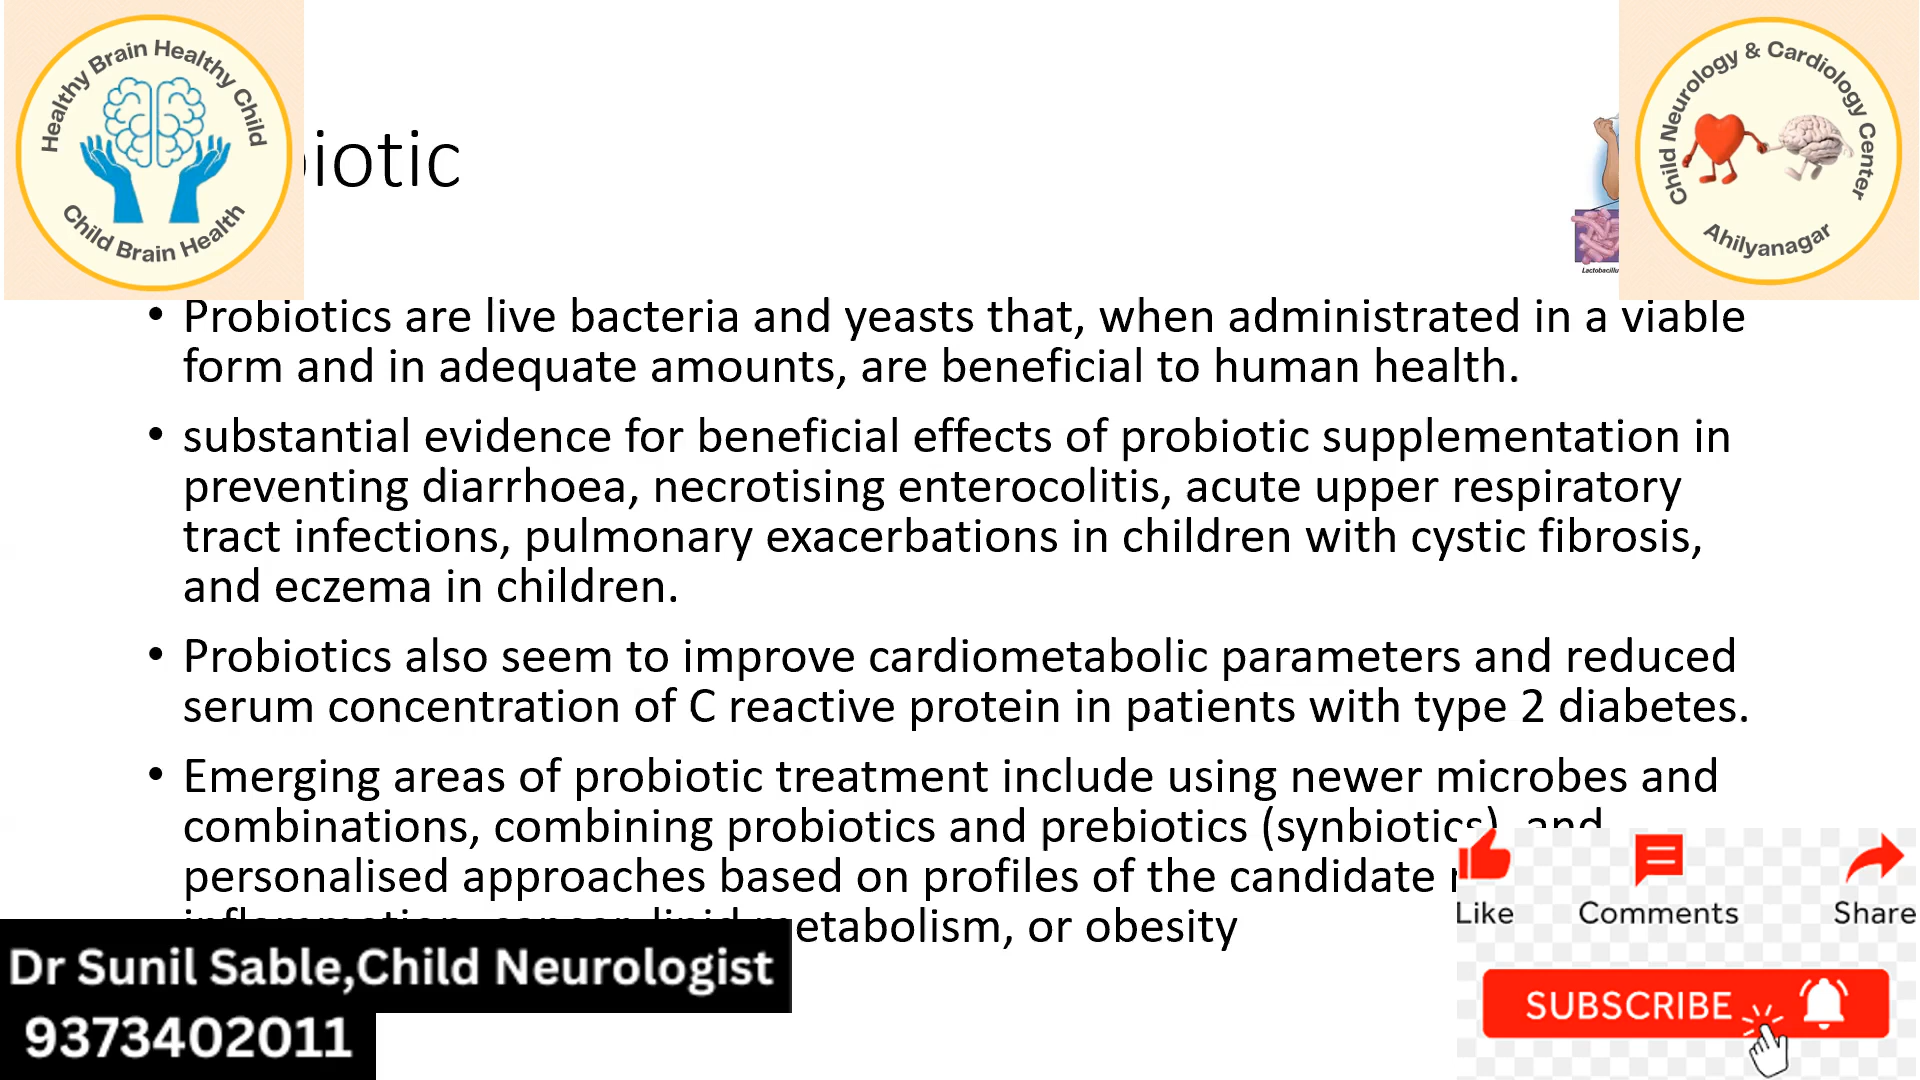 Healthy Brain Healthy Child
Child Brain Health
Child Neurology & Cardiology Center
Ahilyanagar
iotic
Lactobacillu
• Probiotics are live bacteria and yeasts that, when administrated in a viable
form and in adequate amounts, are beneficial to human health.
• substantial evidence for beneficial effects of probiotic supplementation in
preventing diarrhoea, necrotising enterocolitis, acute upper respiratory
tract infections, pulmonary exacerbations in children with cystic fibrosis,
and eczema in children.
• Probiotics also seem to improve cardiometabolic parameters and reduced
serum concentration of C reactive protein in patients with type 2 diabetes.
• Emerging areas of probiotic treatment include using newer microbes and
combinations, combining probiotics and prebiotics (synbiotics), and
personalised approaches based on profiles of the candidate
inflammation, cancer, lipid metabolism, or obesity
Like Comments Share
Dr Sunil Sable,Child Neurologist
9373402011
SUBSCRIBE